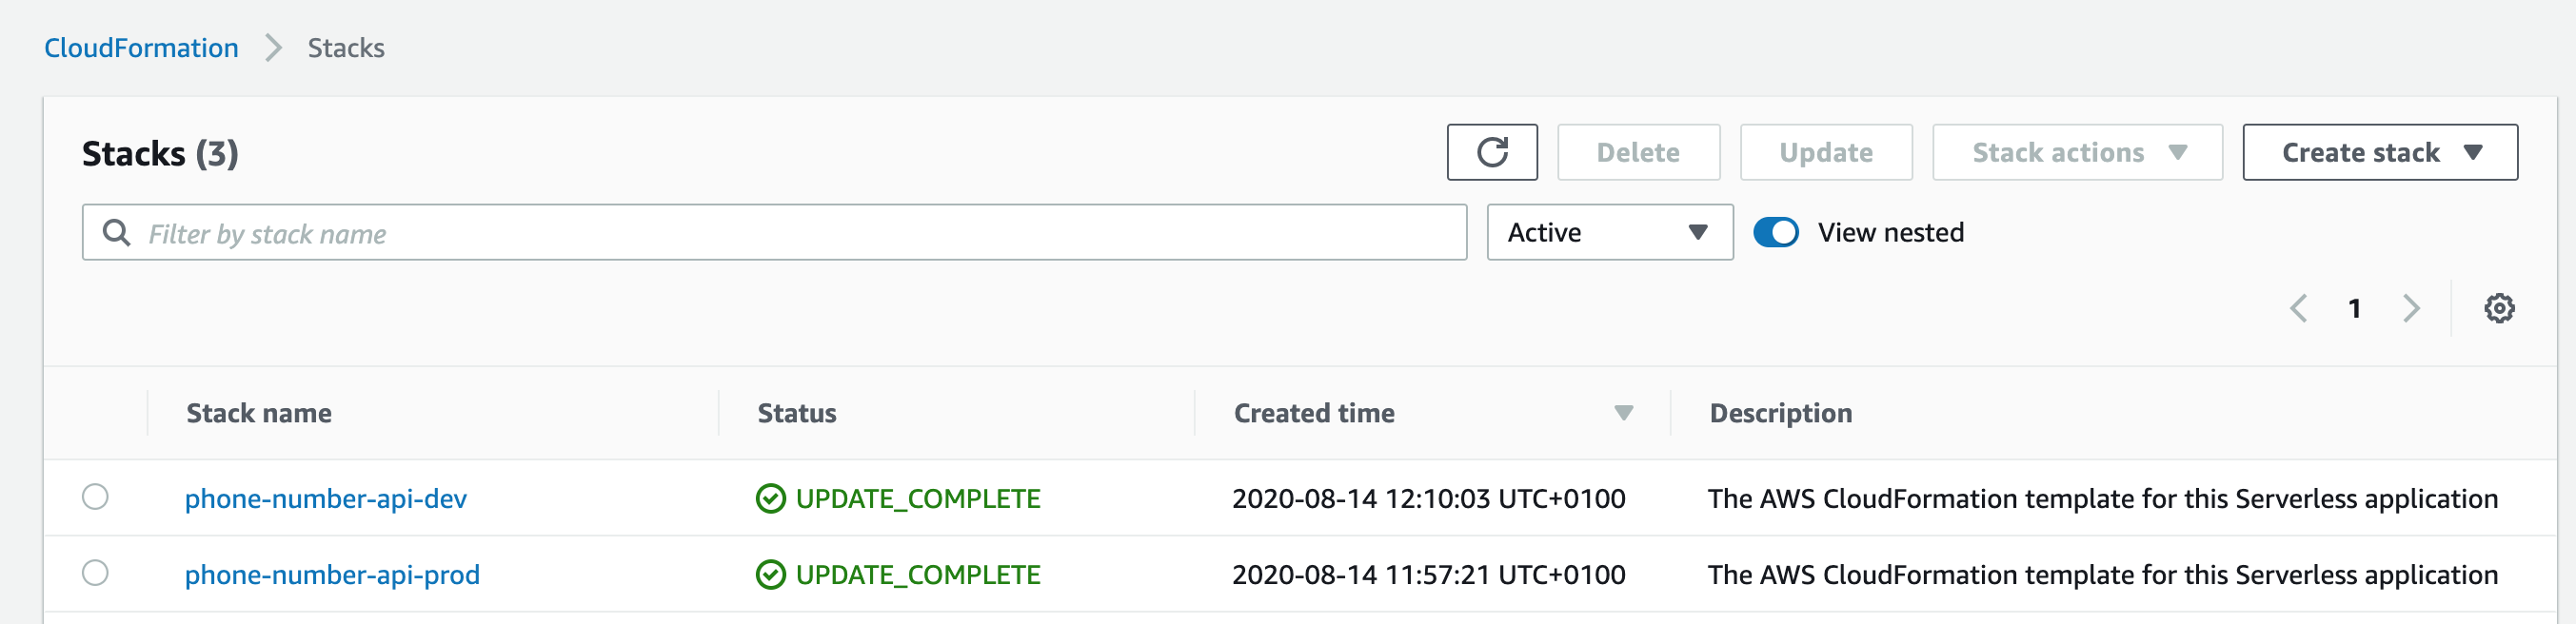 CloudFormation > Stacks
Stacks (3)
Delete Update Stack actions Create stack
Filter by stack name Active View nested
1
Stack name Status Created time Description
phone-number-api-dev UPDATE_COMPLETE 2020-08-14 12:10:03 UTC+0100 The AWS CloudFormation template for this Serverless application
phone-number-api-prod UPDATE_COMPLETE 2020-08-14 11:57:21 UTC+0100 The AWS CloudFormation template for this Serverless application